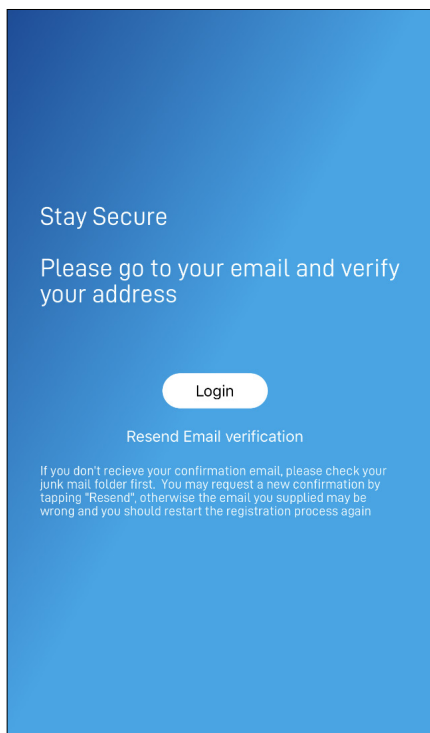 Stay Secure
Please go to your email and verify
your address
Login
Resend Email verification
If you don't recieve your confirmation email, please check your
junk mail folder first.  You may request a new confirmation by
tapping "Resend", otherwise the email you supplied may be
wrong and you should restart the registration process again